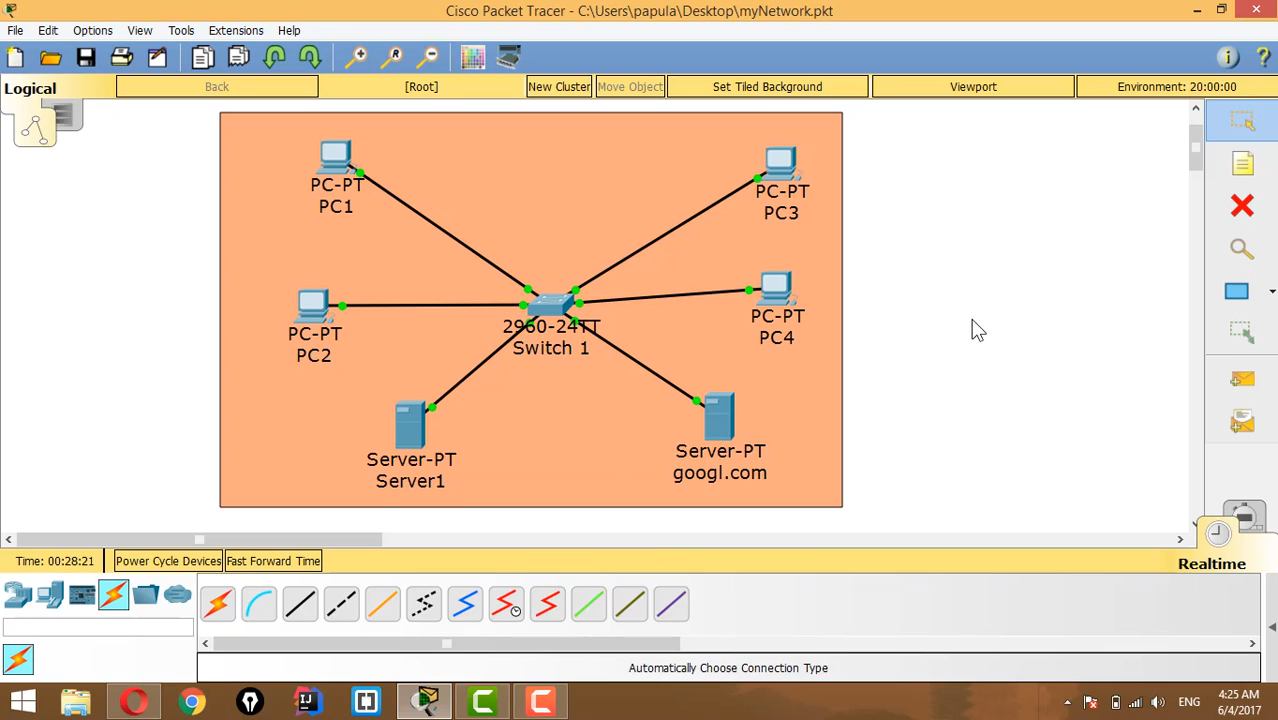 Cisco Packet Tracer - C:\Users\papula\Desktop\myNetwork.pkt
File Edit Options View Tools Extensions Help
Logical Back [Root] New Cluster Move Object Set Tiled Background Viewport Environment: 20:00:00
PC-PT
PC1
PC-PT
PC3
PC-PT
PC2
2960-24TT
Switch 1
PC-PT
PC4
Server-PT
Server1
Server-PT
googl.com
Time: 00:28:21 Power Cycle Devices Fast Forward Time Realtime
Automatically Choose Connection Type
ENG
4:25 AM
6/4/2017